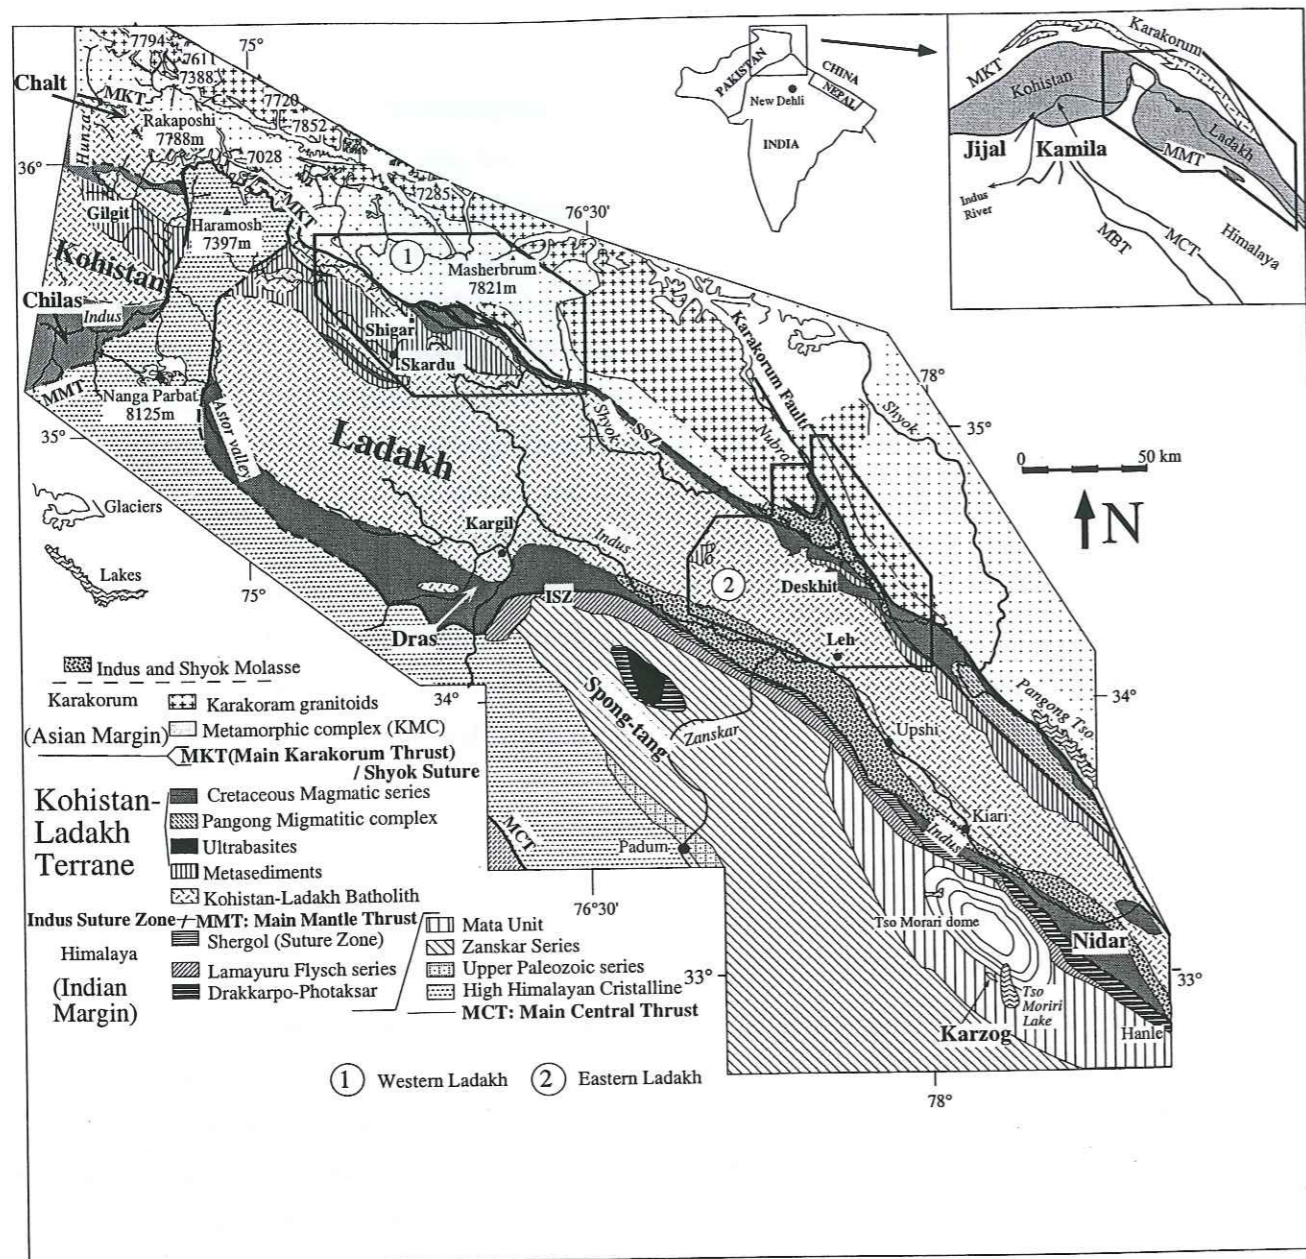 7794
7611
7388
75°
7720
7852
7028
7285
Chalt
MKT
Hunza
Rakaposhi
7788m
36°
Gilgit
Haramosh
7397m
MKT
76°30'
1
Masherbrum
7821m
Kohistan
Chilas
Indus
Shigar
Skardu
MMT
Nanga Parbat
8125m
35°
Astor valley
Ladakh
Shyok
SSZ
Karakorum Fault
Nubra
Shyok
78°
35°
0 50 km
N
PAKISTAN
CHINA
NEPAL
New Dehli
INDIA
Karakorum
MKT
Kohistan
Ladakh
Jijal
Kamila
MMT
Indus
River
MBT
MCT
Himalaya
Glaciers
Lakes
75°
Kargil
Indus
2
Deskhit
Leh
ISZ
Dras
34°
Spong-tang
Zanskar
Upshi
Pangong Tso
34°
Kiari
Indus
MCT
Padum
76°30'
Tso Morari dome
Nidar
33°
33°
Tso
Moriri
Lake
Karzog
Hanle
78°
Indus and Shyok Molasse
Karakorum
Karakoram granitoids
(Asian Margin)
Metamorphic complex (KMC)
MKT(Main Karakorum Thrust)
/ Shyok Suture
Kohistan-
Ladakh
Terrane
Cretaceous Magmatic series
Pangong Migmatitic complex
Ultrabasites
Metasediments
Kohistan-Ladakh Batholith
Indus Suture Zone MMT: Main Mantle Thrust
Himalaya
(Indian
Margin)
Shergol (Suture Zone)
Lamayuru Flysch series
Drakkarpo-Photaksar
Mata Unit
Zanskar Series
Upper Paleozoic series
High Himalayan Cristalline
MCT: Main Central Thrust
1 Western Ladakh 2 Eastern Ladakh